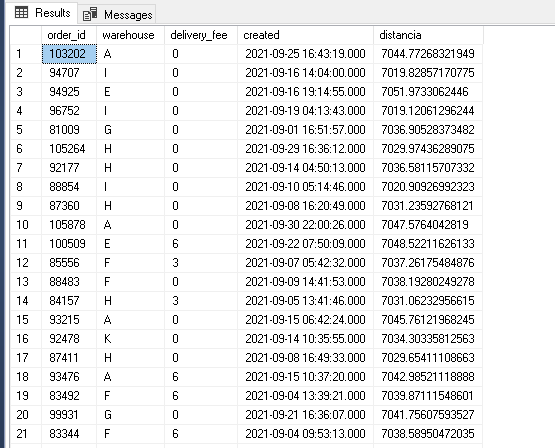 Results Messages
order_id warehouse delivery_fee created distancia
1 103202 A 0 2021-09-25 16:43:19.000 7044.77268321949
2 94707 I 0 2021-09-16 14:04:00.000 7019.82857170775
3 94925 E 0 2021-09-16 19:14:55.000 7051.9733062446
4 96752 I 0 2021-09-19 04:13:43.000 7019.12061296244
5 81009 G 0 2021-09-01 16:51:57.000 7036.90528373482
6 105264 H 0 2021-09-29 16:36:12.000 7029.97436289075
7 92177 H 0 2021-09-14 04:50:13.000 7036.58115707332
8 88854 I 0 2021-09-10 05:14:46.000 7020.90926992323
9 87360 H 0 2021-09-08 16:20:49.000 7031.23592768121
10 105878 A 0 2021-09-30 22:00:26.000 7047.5764042819
11 100509 E 6 2021-09-22 07:50:09.000 7048.52211626133
12 85556 F 3 2021-09-07 05:42:32.000 7037.26175484876
13 88483 F 0 2021-09-09 14:41:53.000 7038.19280249278
14 84157 H 3 2021-09-05 13:41:46.000 7031.06232956615
15 93215 A 0 2021-09-15 06:42:24.000 7045.76121968245
16 92478 K 0 2021-09-14 10:35:55.000 7034.30335812563
17 87411 H 0 2021-09-08 16:49:33.000 7029.65411108663
18 93476 A 6 2021-09-15 10:37:20.000 7042.98521118888
19 83492 F 6 2021-09-04 13:39:21.000 7039.87111548601
20 99931 G 0 2021-09-21 16:36:07.000 7041.75607593527
21 83344 F 6 2021-09-04 09:53:13.000 7038.58950472035